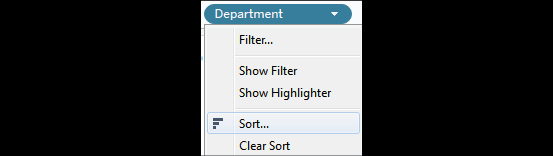 Department
Filter...
Show Filter
Show Highlighter
Sort...
Clear Sort